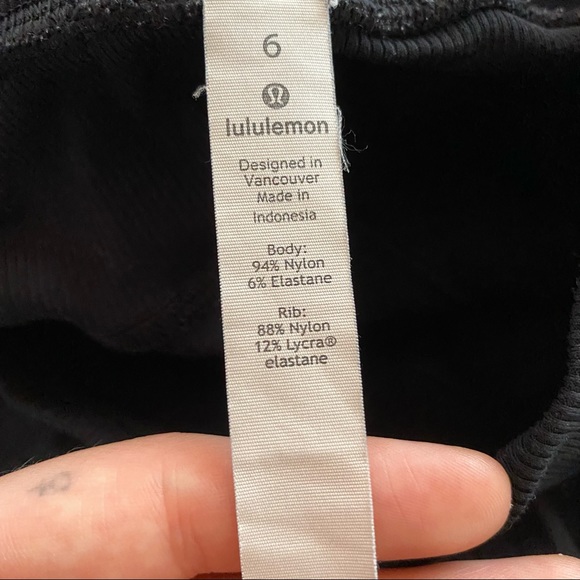 6
lululemon
Designed in
Vancouver
Made in
Indonesia
Body:
94% Nylon
6% Elastane
Rib:
88% Nylon
12% Lycra®
elastane